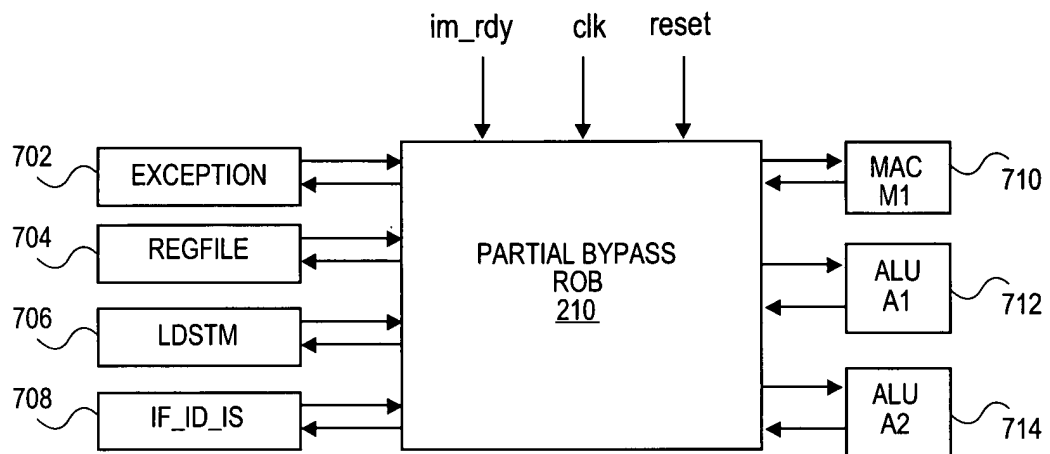 im_rdy clk reset
702 EXCEPTION
704 REGFILE
706 LDSTM
708 IF_ID_IS
PARTIAL BYPASS
ROB
210
MAC
M1
710
ALU
A1
712
ALU
A2
714